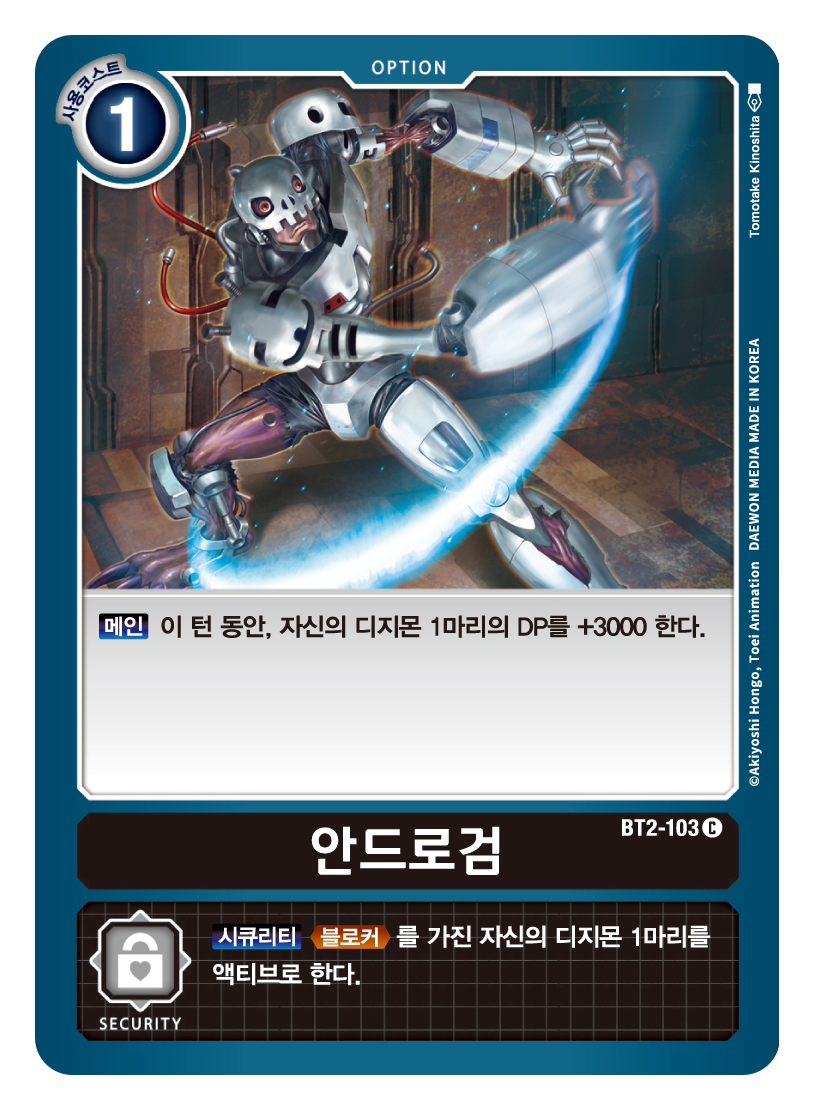 OPTION
사용코스트
1
Tomotake Kinoshita
©Akiyoshi Hongo, Toei Animation DAEWON MEDIA MADE IN KOREA
메인 이 턴 동안, 자신의 디지몬 1마리의 DP를 +3000 한다.
BT2-103 C
안드로검
시큐리티 블로커 를 가진 자신의 디지몬 1마리를
액티브로 한다.
SECURITY